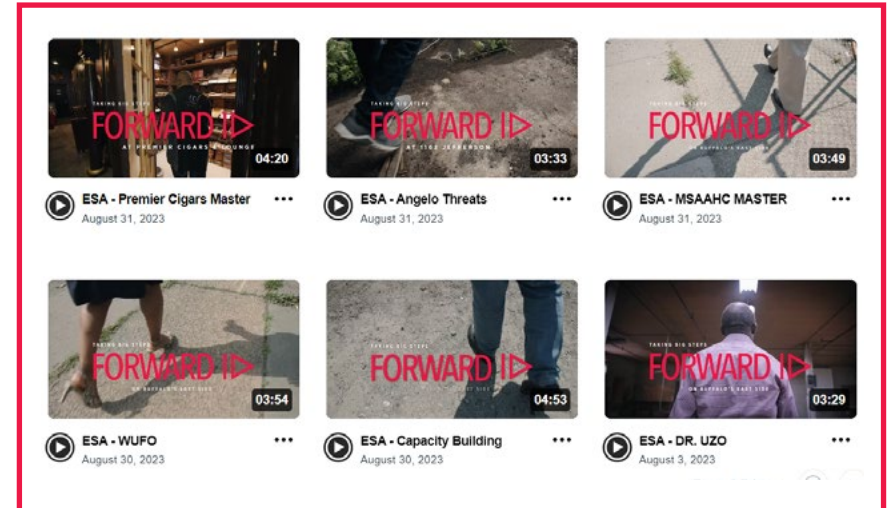 TAKING BIG STEPS
FORWARD
AT PREMIER CIGARS & LOUNGE
04:20
ESA - Premier Cigars Master
August 31, 2023
TAKING BIG STEPS
FORWARD
AT 1102 JEFFERSON
03:33
ESA - Angelo Threats
August 31, 2023
TAKING BIG STEPS
FORWARD
ON BUFFALO'S EAST SIDE
03:49
ESA - MSAAHC MASTER
August 31, 2023
TAKING BIG STEPS
FORWARD
ON BUFFALO'S EAST SIDE
03:54
ESA - WUFO
August 30, 2023
TAKING BIG STEPS
FORWARD
EAST SIDE
04:53
ESA - Capacity Building
August 30, 2023
TAKING BIG STEPS
FORWARD
ON BUFFALO'S EAST SIDE
03:29
ESA - DR. UZO
August 3, 2023